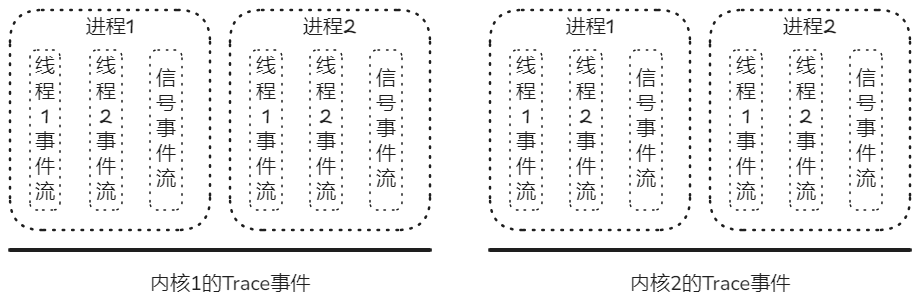 进程1
线程1事件流
线程2事件流
信号事件流
进程2
线程1事件流
线程2事件流
信号事件流
内核1的Trace事件
进程1
线程1事件流
线程2事件流
信号事件流
进程2
线程1事件流
线程2事件流
信号事件流
内核2的Trace事件